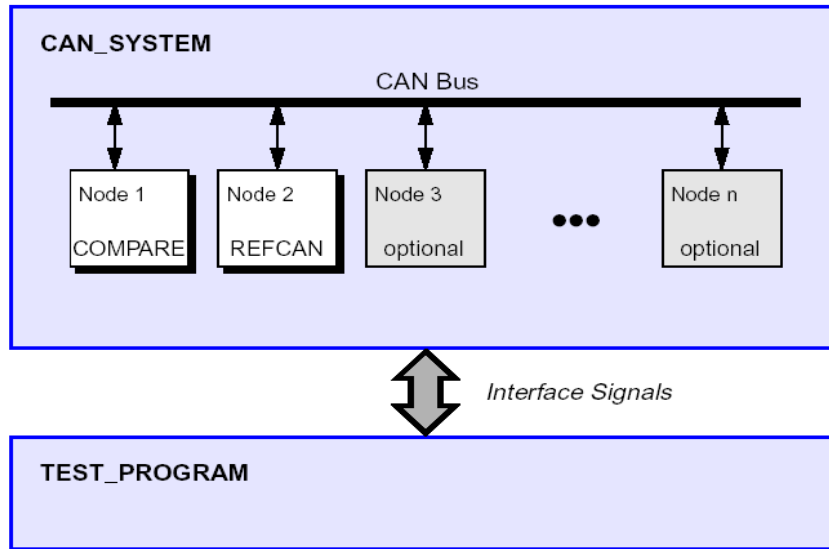 CAN_SYSTEM
CAN Bus
Node 1
COMPARE
Node 2
REFCAN
Node 3
optional
Node n
optional
Interface Signals
TEST_PROGRAM